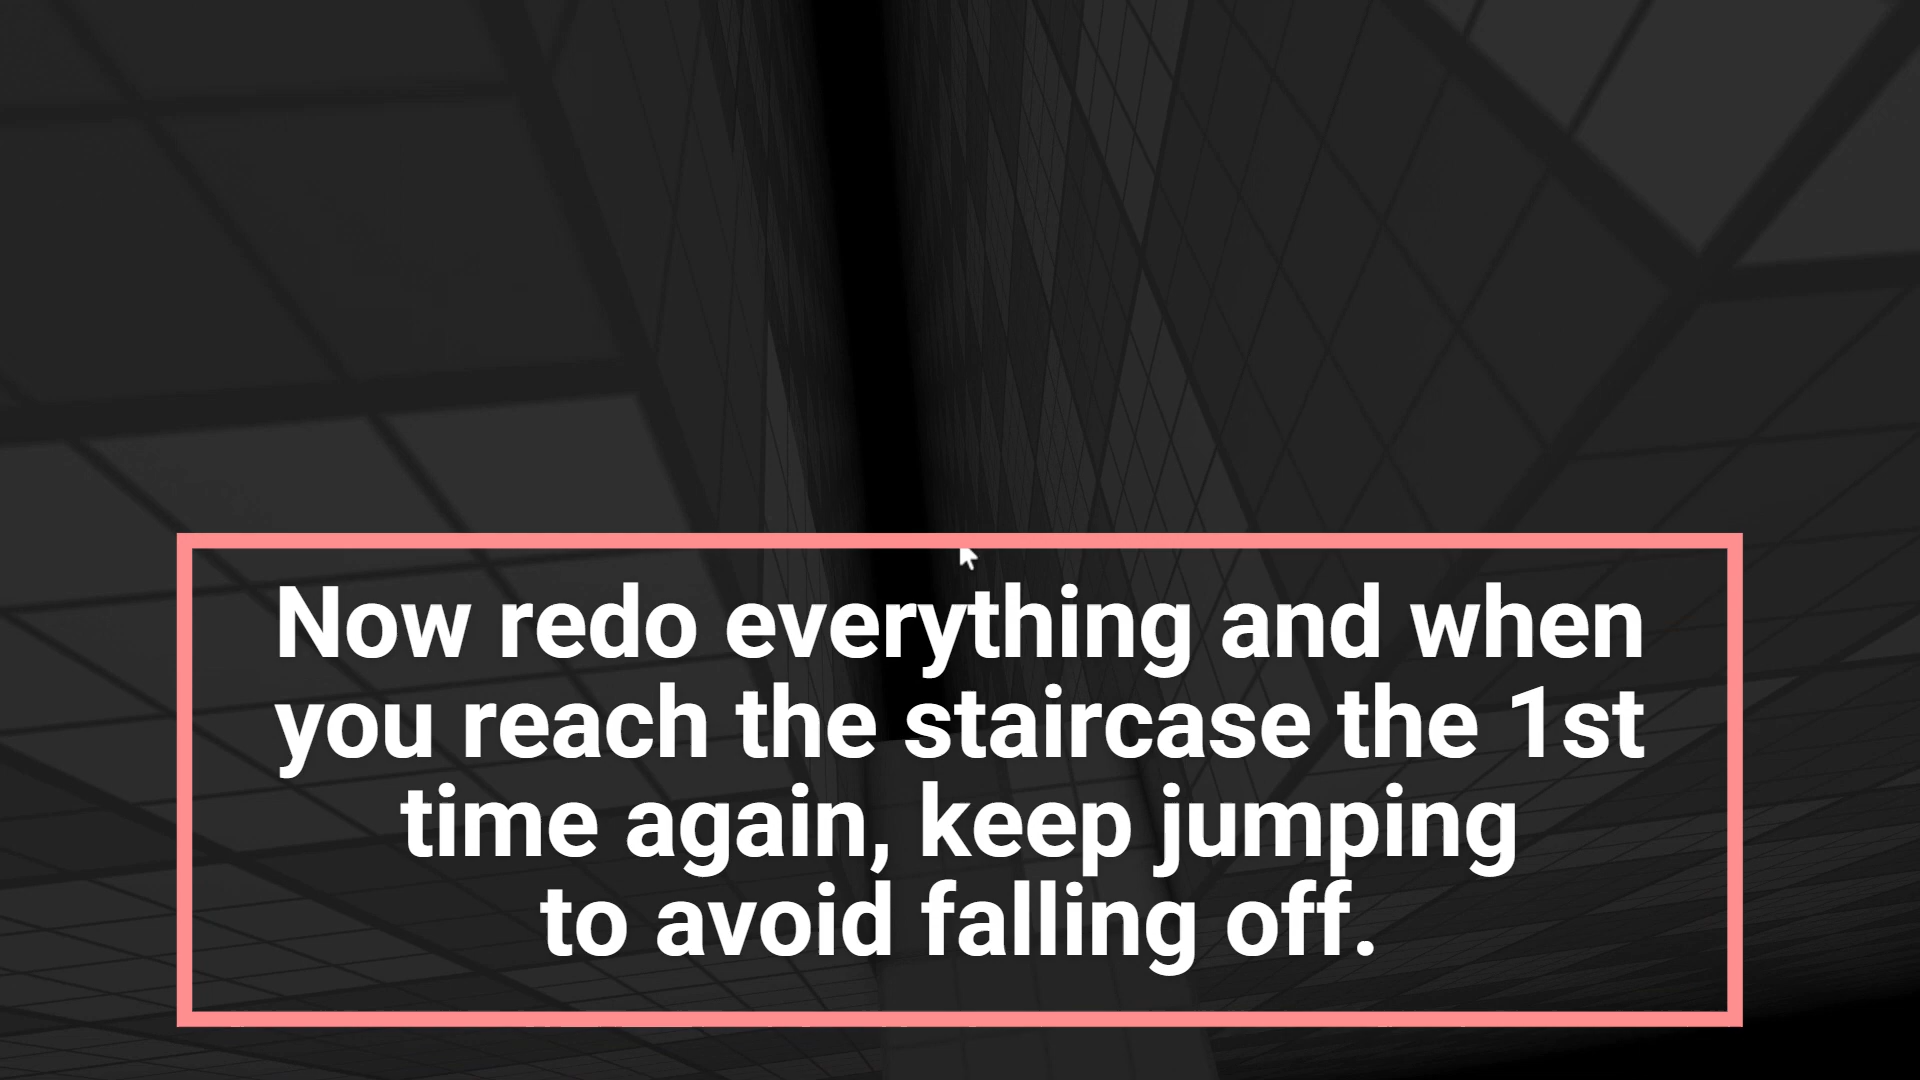 Now redo everything and when
you reach the staircase the 1st
time again, keep jumping
to avoid falling off.